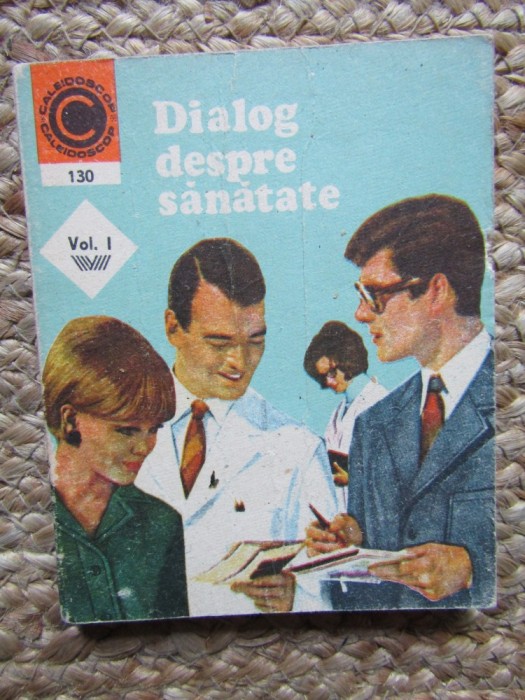 CALEIDOSCOP
CALEIDOSCOP
130
Vol. I
Dialog
despre
sănătate